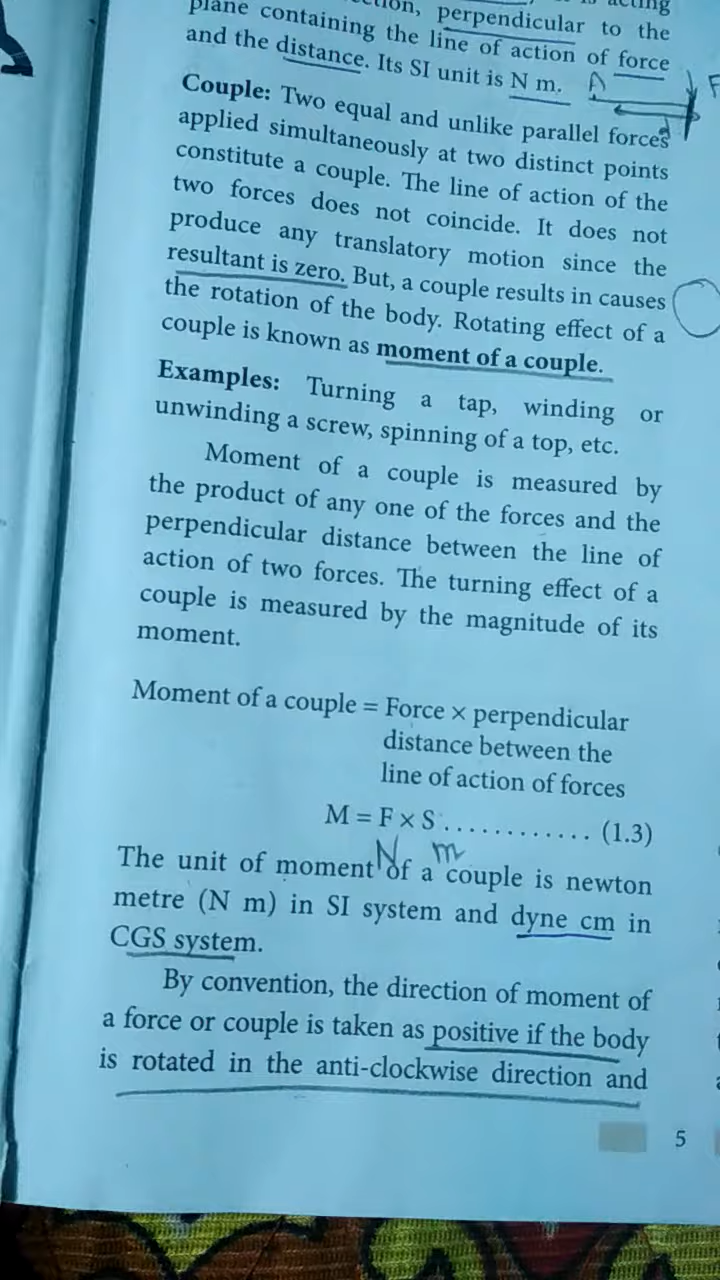 plane containing the line of action of force
and the distance. Its SI unit is N m.
A
F
d
Couple: Two equal and unlike parallel forces
applied simultaneously at two distinct points
constitute a couple. The line of action of the
two forces does not coincide. It does not
produce any translatory motion since the
resultant is zero. But, a couple results in causes
the rotation of the body. Rotating effect of a
couple is known as moment of a couple.
Examples: Turning a tap, winding or
unwinding a screw, spinning of a top, etc.
Moment of a couple is measured by
the product of any one of the forces and the
perpendicular distance between the line of
action of two forces. The turning effect of a
couple is measured by the magnitude of its
moment.
Moment of a couple = Force × perpendicular
distance between the
line of action of forces
M = F × S ............ (1.3)
N m
The unit of moment of a couple is newton
metre (N m) in SI system and dyne cm in
CGS system.
By convention, the direction of moment of
a force or couple is taken as positive if the body
is rotated in the anti-clockwise direction and
5